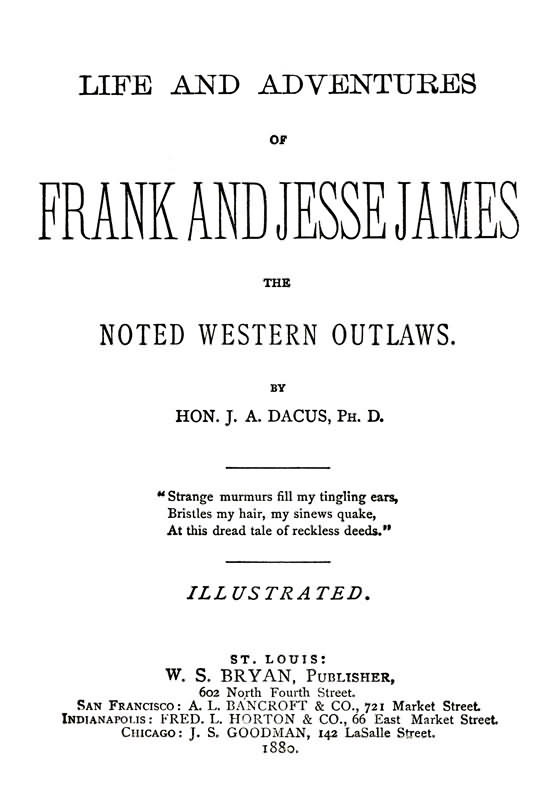 LIFE AND ADVENTURES
OF
FRANK AND JESSE JAMES
THE
NOTED WESTERN OUTLAWS.
BY
HON. J. A. DACUS, PH. D.
"Strange murmurs fill my tingling ears,
Bristles my hair, my sinews quake,
At this dread tale of reckless deeds."
ILLUSTRATED.
ST. LOUIS:
W. S. BRYAN, PUBLISHER,
602 North Fourth Street.
SAN FRANCISCO: A. L. BANCROFT & CO., 721 Market Street.
INDIANAPOLIS: FRED. L. HORTON & CO., 66 East Market Street.
CHICAGO: J. S. GOODMAN, 142 LaSalle Street.
1880.